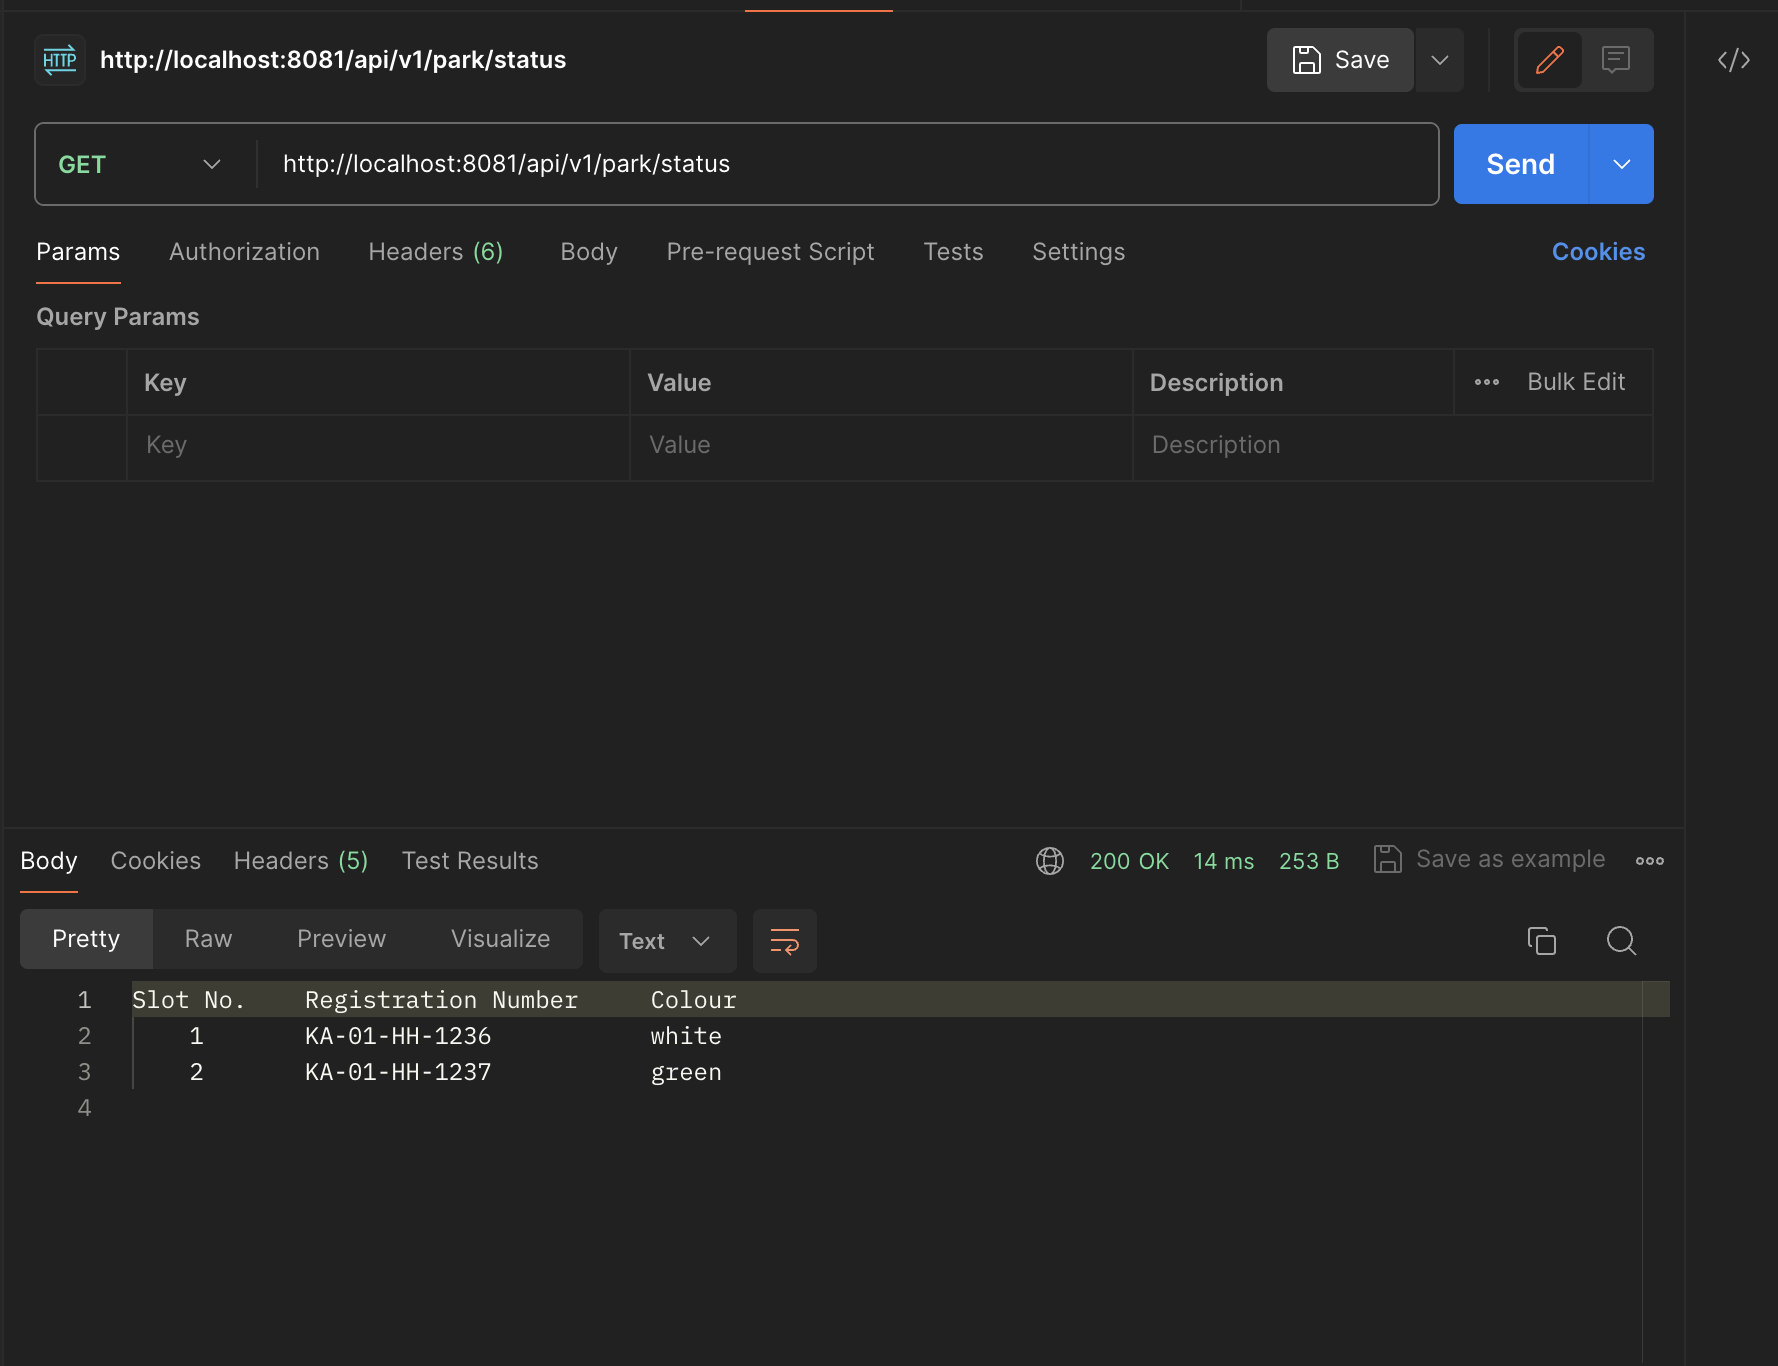 HTTP http://localhost:8081/api/v1/park/status Save
GET http://localhost:8081/api/v1/park/status Send
Params Authorization Headers (6) Body Pre-request Script Tests Settings Cookies
Query Params
Key Value Description Bulk Edit
Key Value Description
Body Cookies Headers (5) Test Results 200 OK 14 ms 253 B Save as example
Pretty Raw Preview Visualize Text
1 Slot No. Registration Number Colour
2 1 KA-01-HH-1236 white
3 2 KA-01-HH-1237 green
4